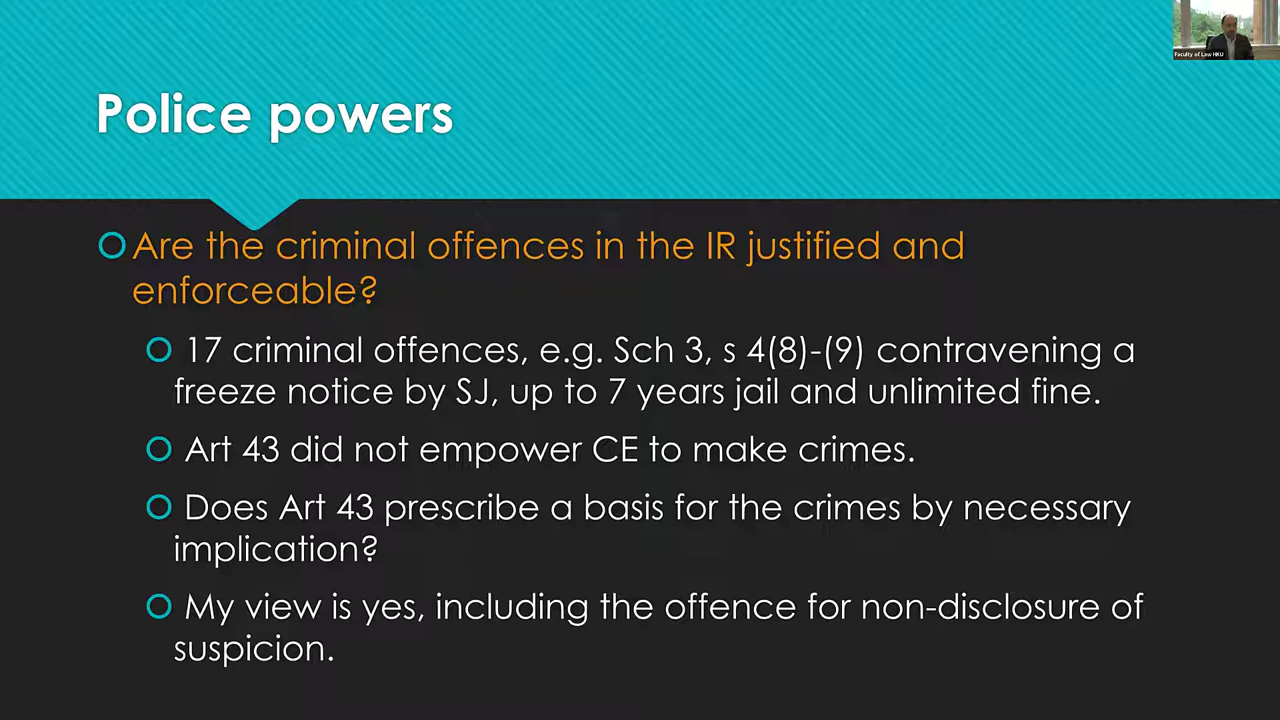 Faculty of Law HKU
Police powers
Are the criminal offences in the IR justified and
enforceable?
17 criminal offences, e.g. Sch 3, s 4(8)-(9) contravening a
freeze notice by SJ, up to 7 years jail and unlimited fine.
Art 43 did not empower CE to make crimes.
Does Art 43 prescribe a basis for the crimes by necessary
implication?
My view is yes, including the offence for non-disclosure of
suspicion.